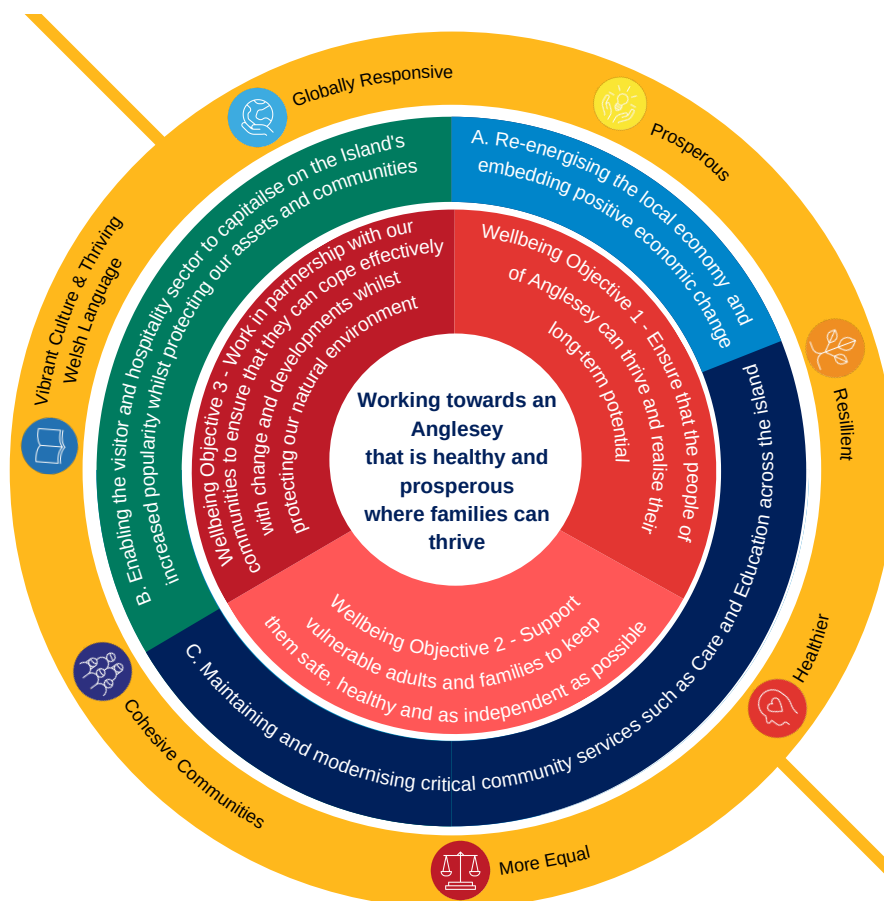 Globally Responsive
Prosperous
Resillient
Healthier
More Equal
Cohesive Communities
Vibrant Culture & Thriving
Welsh Language
A. Re-energising the local economy and
embedding positive economic change
B. Enabling the visitor and hospitality sector to capitailse on the Island's
increased popularity whilst protecting our assets and communities
C. Maintaining and modernising critical community services such as Care and Education across the island
Wellbeing Objective 1 - Ensure that the people of
of Anglesey can thrive and realise their
long-term potential
Wellbeing Objective 2 - Support
vulnerable adults and families to keep
them safe, healthy and as independent as possible
Wellbeing Objective 3 - Work in partnership with our
communities to ensure that they can cope effectively
with change and developments whilst
protecting our natural environment
Working towards an
Anglesey
that is healthy and
prosperous
where families can
thrive